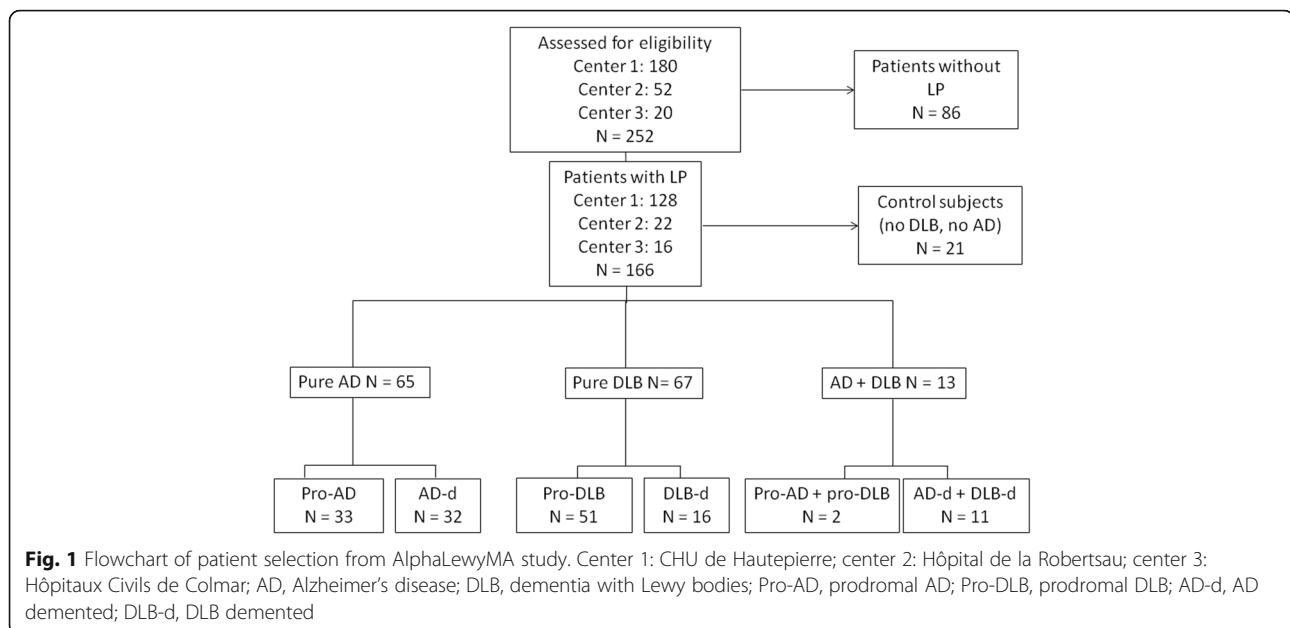 Assessed for eligibility
Center 1: 180
Center 2: 52
Center 3: 20
N = 252
Patients without
LP
N = 86
Patients with LP
Center 1: 128
Center 2: 22
Center 3: 16
N = 166
Control subjects
(no DLB, no AD)
N = 21
Pure AD N = 65
Pure DLB N= 67
AD + DLB N = 13
Pro-AD
N = 33
AD-d
N = 32
Pro-DLB
N = 51
DLB-d
N = 16
Pro-AD + pro-DLB
N = 2
AD-d + DLB-d
N = 11
Fig. 1 Flowchart of patient selection from AlphaLewyMA study. Center 1: CHU de Hautepierre; center 2: Hôpital de la Robertsau; center 3:
Hôpitaux Civils de Colmar; AD, Alzheimer’s disease; DLB, dementia with Lewy bodies; Pro-AD, prodromal AD; Pro-DLB, prodromal DLB; AD-d, AD
demented; DLB-d, DLB demented